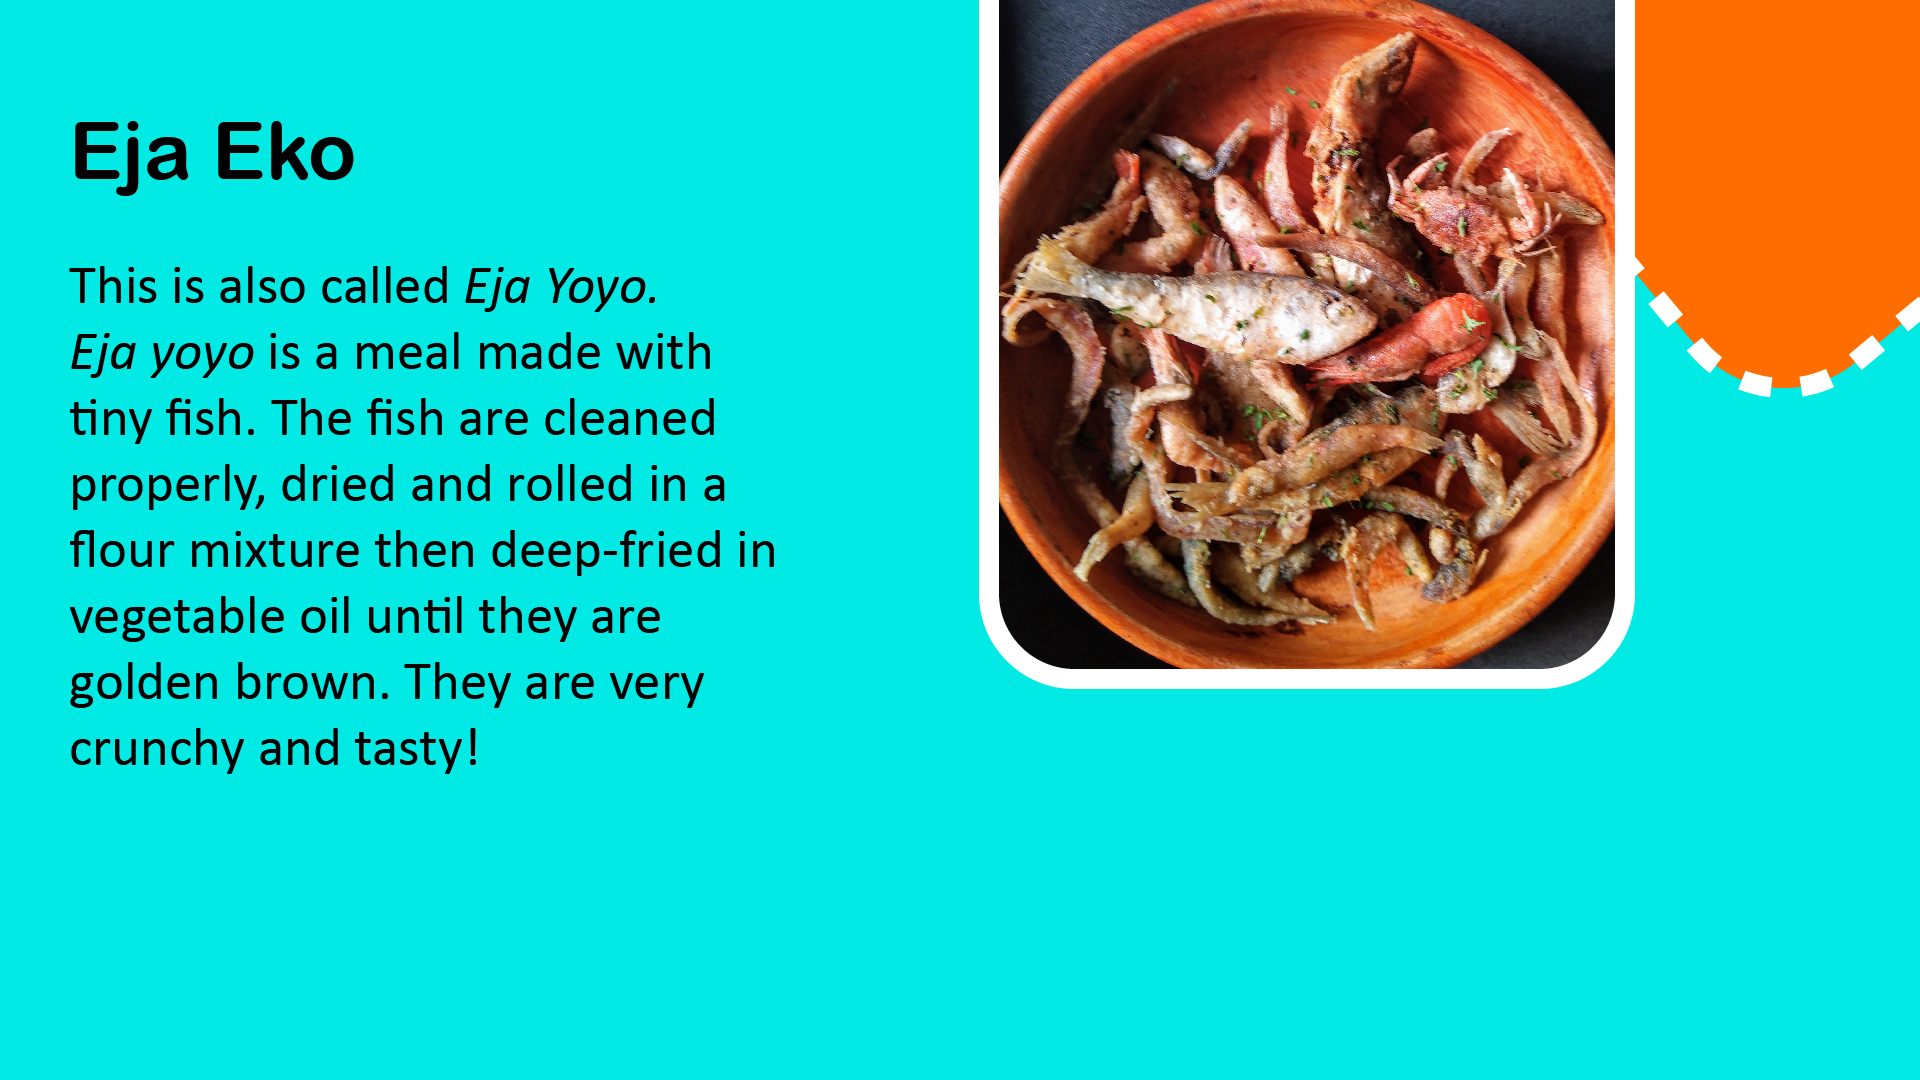 Eja Eko
This is also called Eja Yoyo.
Eja yoyo is a meal made with
tiny fish. The fish are cleaned
properly, dried and rolled in a
flour mixture then deep-fried in
vegetable oil until they are
golden brown. They are very
crunchy and tasty!